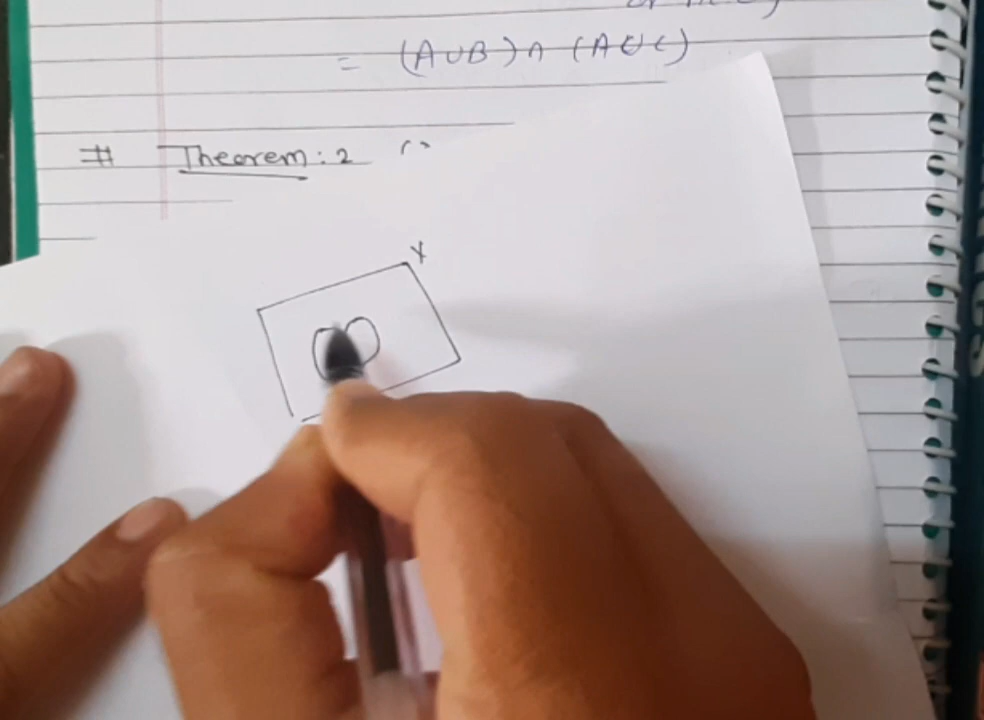 = (A∪B)∩(A∪C)
# Theorem: 2 (
X